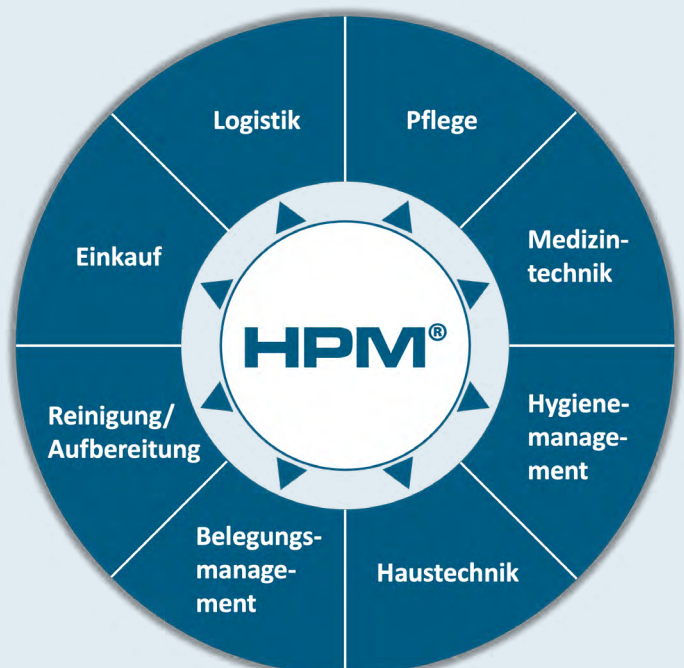 Logistik
Pflege
Einkauf
Medizin-
technik
HPM®
Reinigung/
Aufbereitung
Hygiene-
manage-
ment
Belegungs-
manage-
ment
Haustechnik